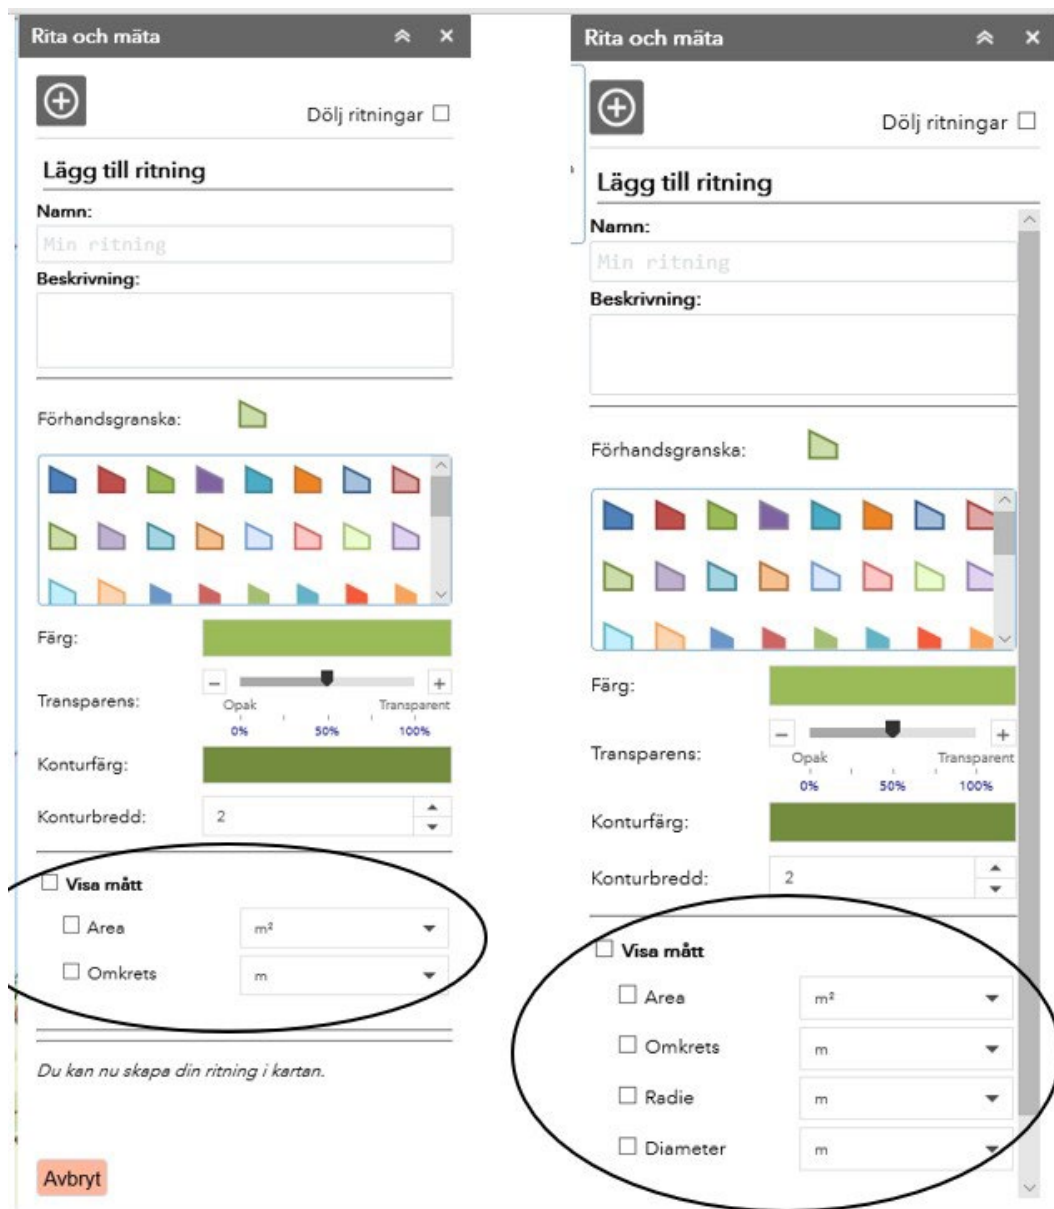 Rita och mäta
Dölj ritningar
Lägg till ritning
Namn:
Min ritning
Beskrivning:
Förhandsgranska:
Färg:
Transparens:
Opak Transparent
0% 50% 100%
Konturfärg:
Konturbredd: 2
Visa mått
Area m²
Omkrets m
Du kan nu skapa din ritning i kartan.
Avbryt
Rita och mäta
Dölj ritningar
Lägg till ritning
Namn:
Min ritning
Beskrivning:
Förhandsgranska:
Färg:
Transparens:
Opak Transparent
0% 50% 100%
Konturfärg:
Konturbredd: 2
Visa mått
Area m²
Omkrets m
Radie m
Diameter m